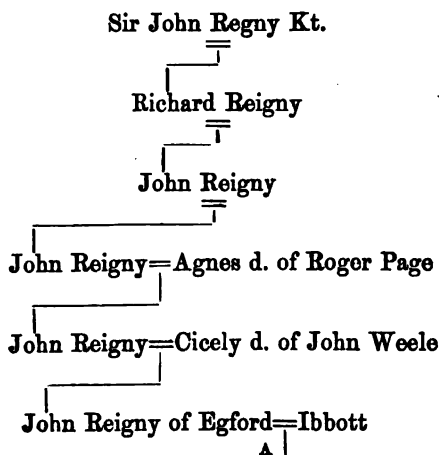 Sir John Regny Kt.
=
Richard Reigny
=
John Reigny
=
John Reigny=Agnes d. of Roger Page
John Reigny=Cicely d. of John Weele
John Reigny of Egford=Ibbott
A